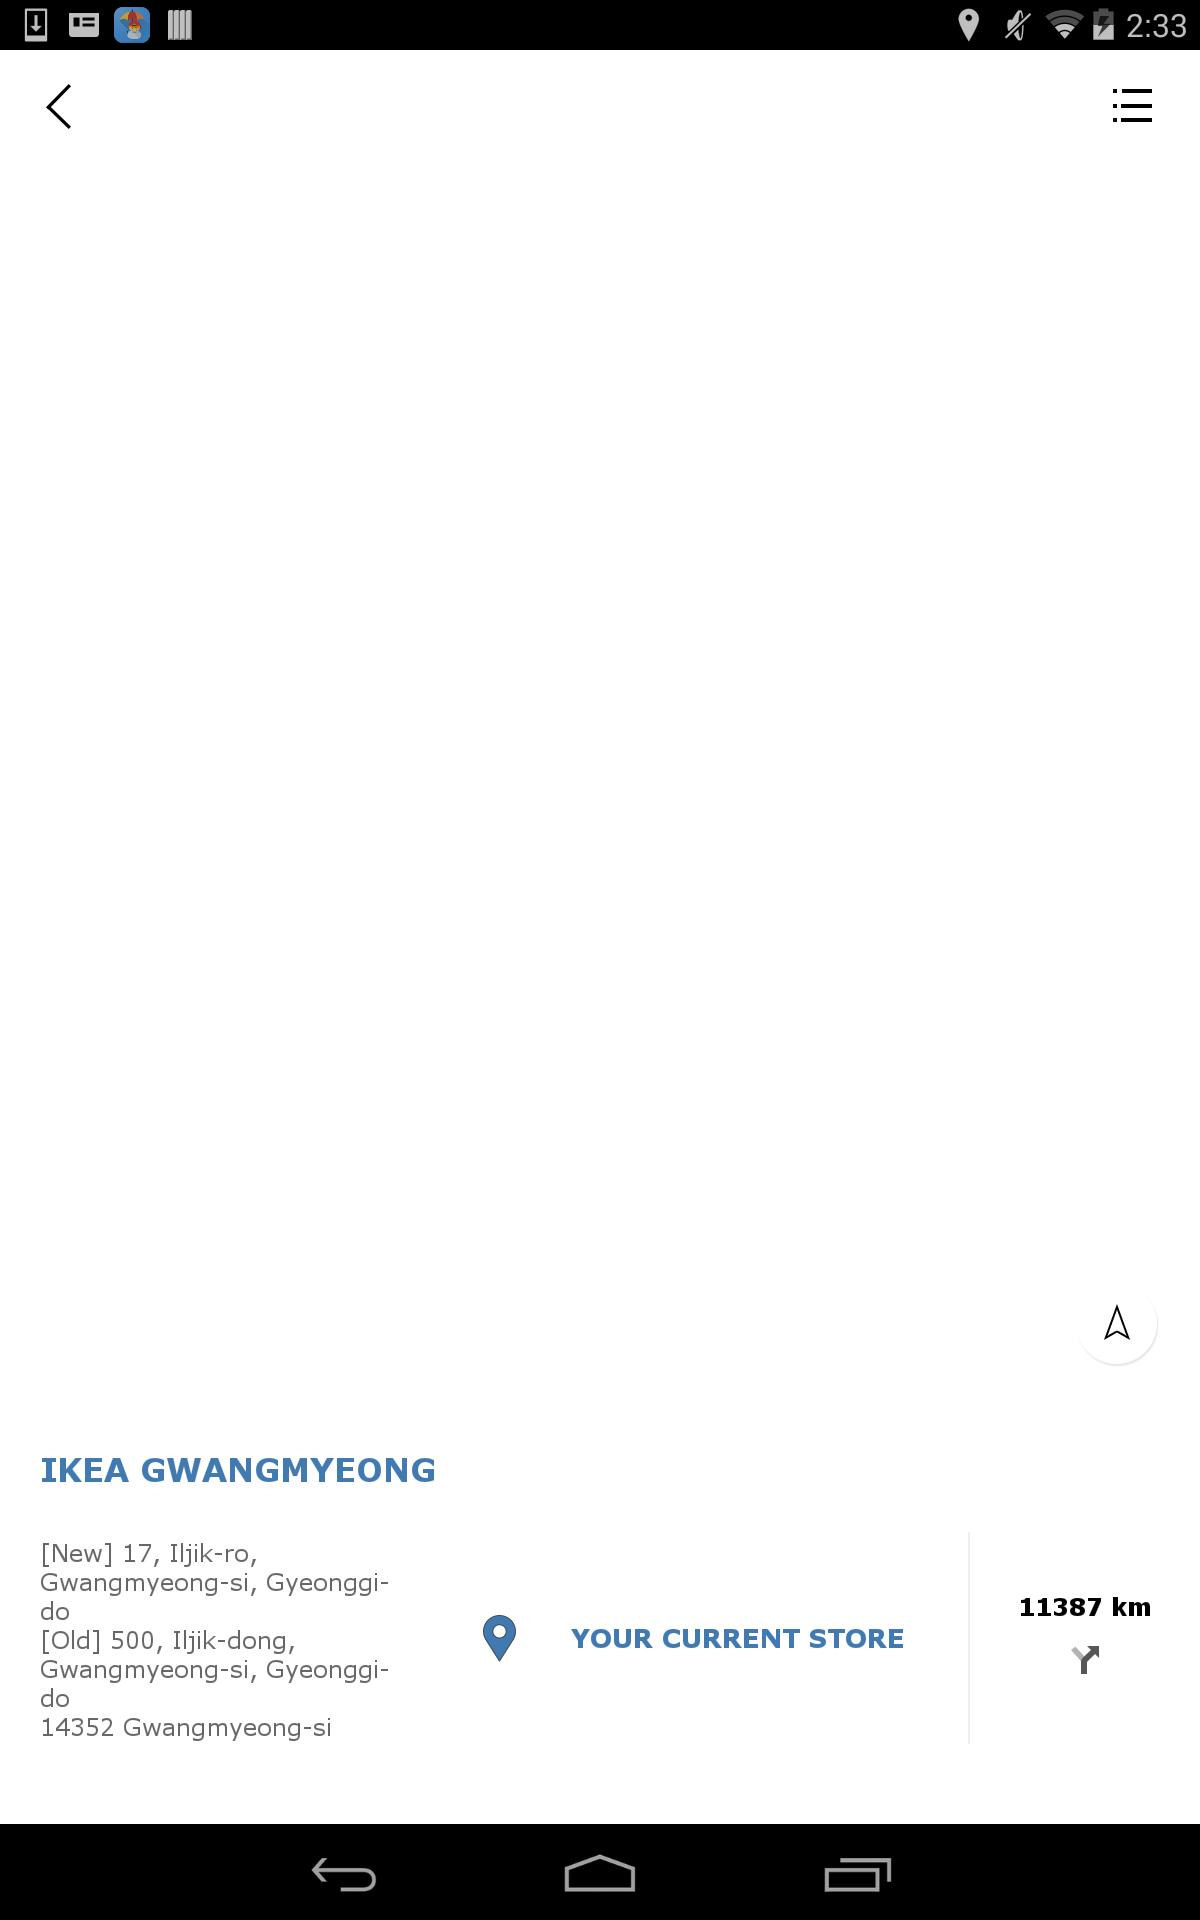 2:33
IKEA GWANGMYEONG
[New] 17, Iljik-ro,
Gwangmyeong-si, Gyeonggi-
do
[Old] 500, Iljik-dong,
Gwangmyeong-si, Gyeonggi-
do
14352 Gwangmyeong-si
YOUR CURRENT STORE
11387 km